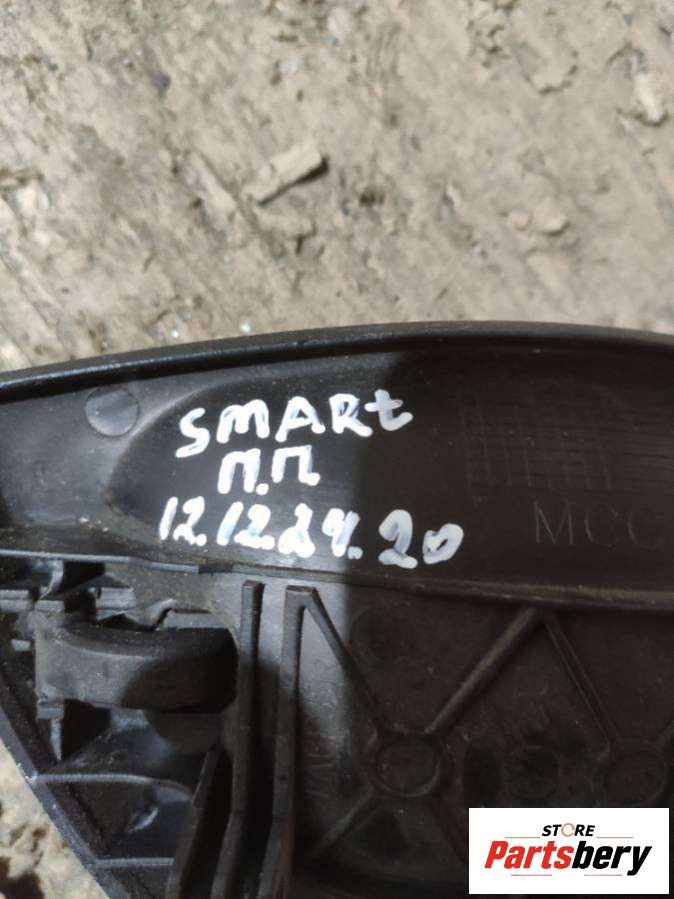 SMARt
П.П
12.12.24.20
MCC
STORE
Partsbery